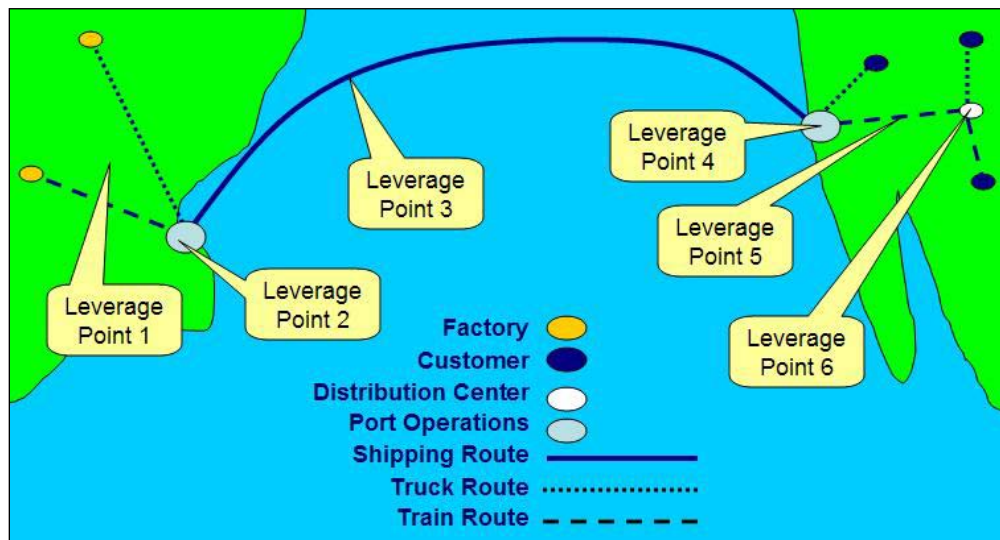 Leverage
Point 1
Leverage
Point 2
Leverage
Point 3
Leverage
Point 4
Leverage
Point 5
Leverage
Point 6
Factory
Customer
Distribution Center
Port Operations
Shipping Route
Truck Route
Train Route